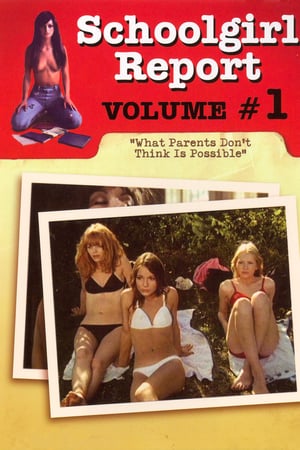 Schoolgirl
Report
VOLUME #1
"What Parents Don't
Think Is Possible"